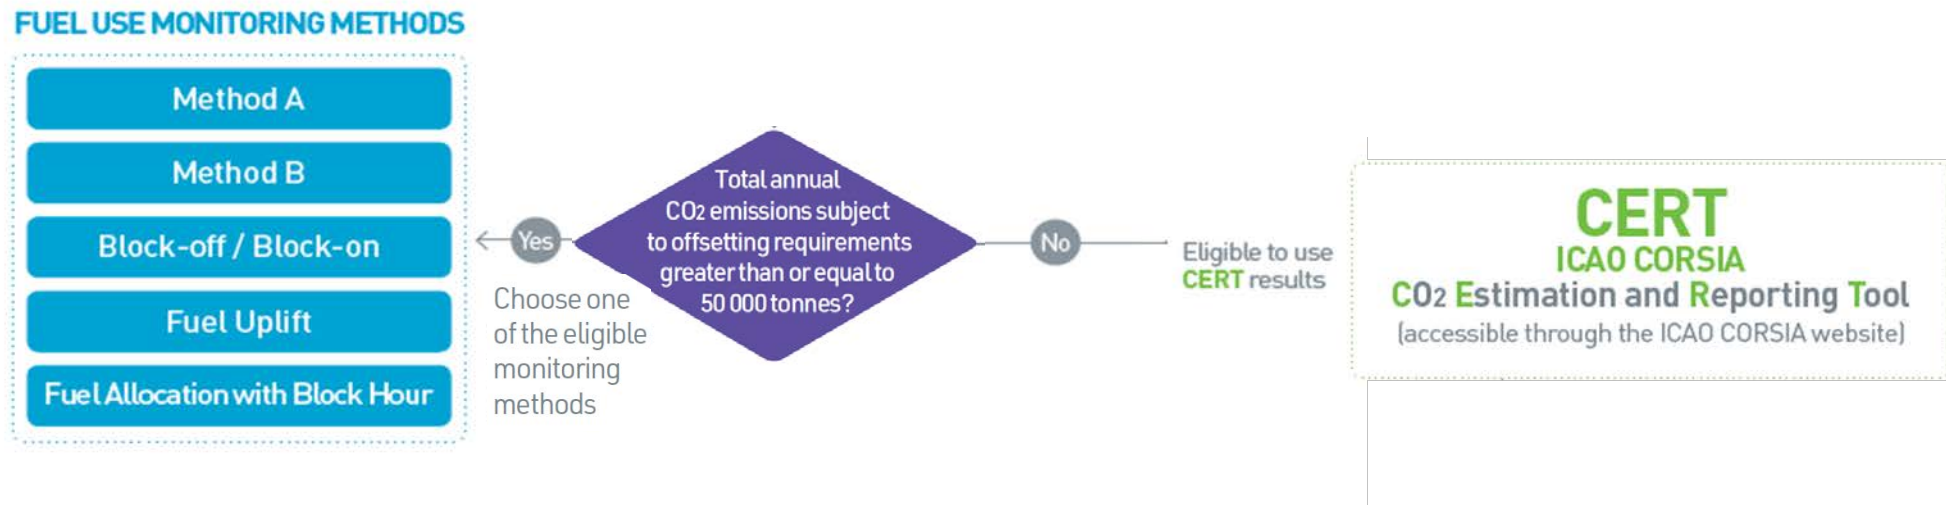 FUEL USE MONITORING METHODS
Method A
Method B
Block-off / Block-on
Fuel Uplift
Fuel Allocation with Block Hour
Yes
Choose one
of the eligible
monitoring
methods
Total annual
CO2 emissions subject
to offsetting requirements
greater than or equal to
50 000 tonnes?
No
Eligible to use
CERT results
CERT
ICAO CORSIA
CO2 Estimation and Reporting Tool
(accessible through the ICAO CORSIA website)